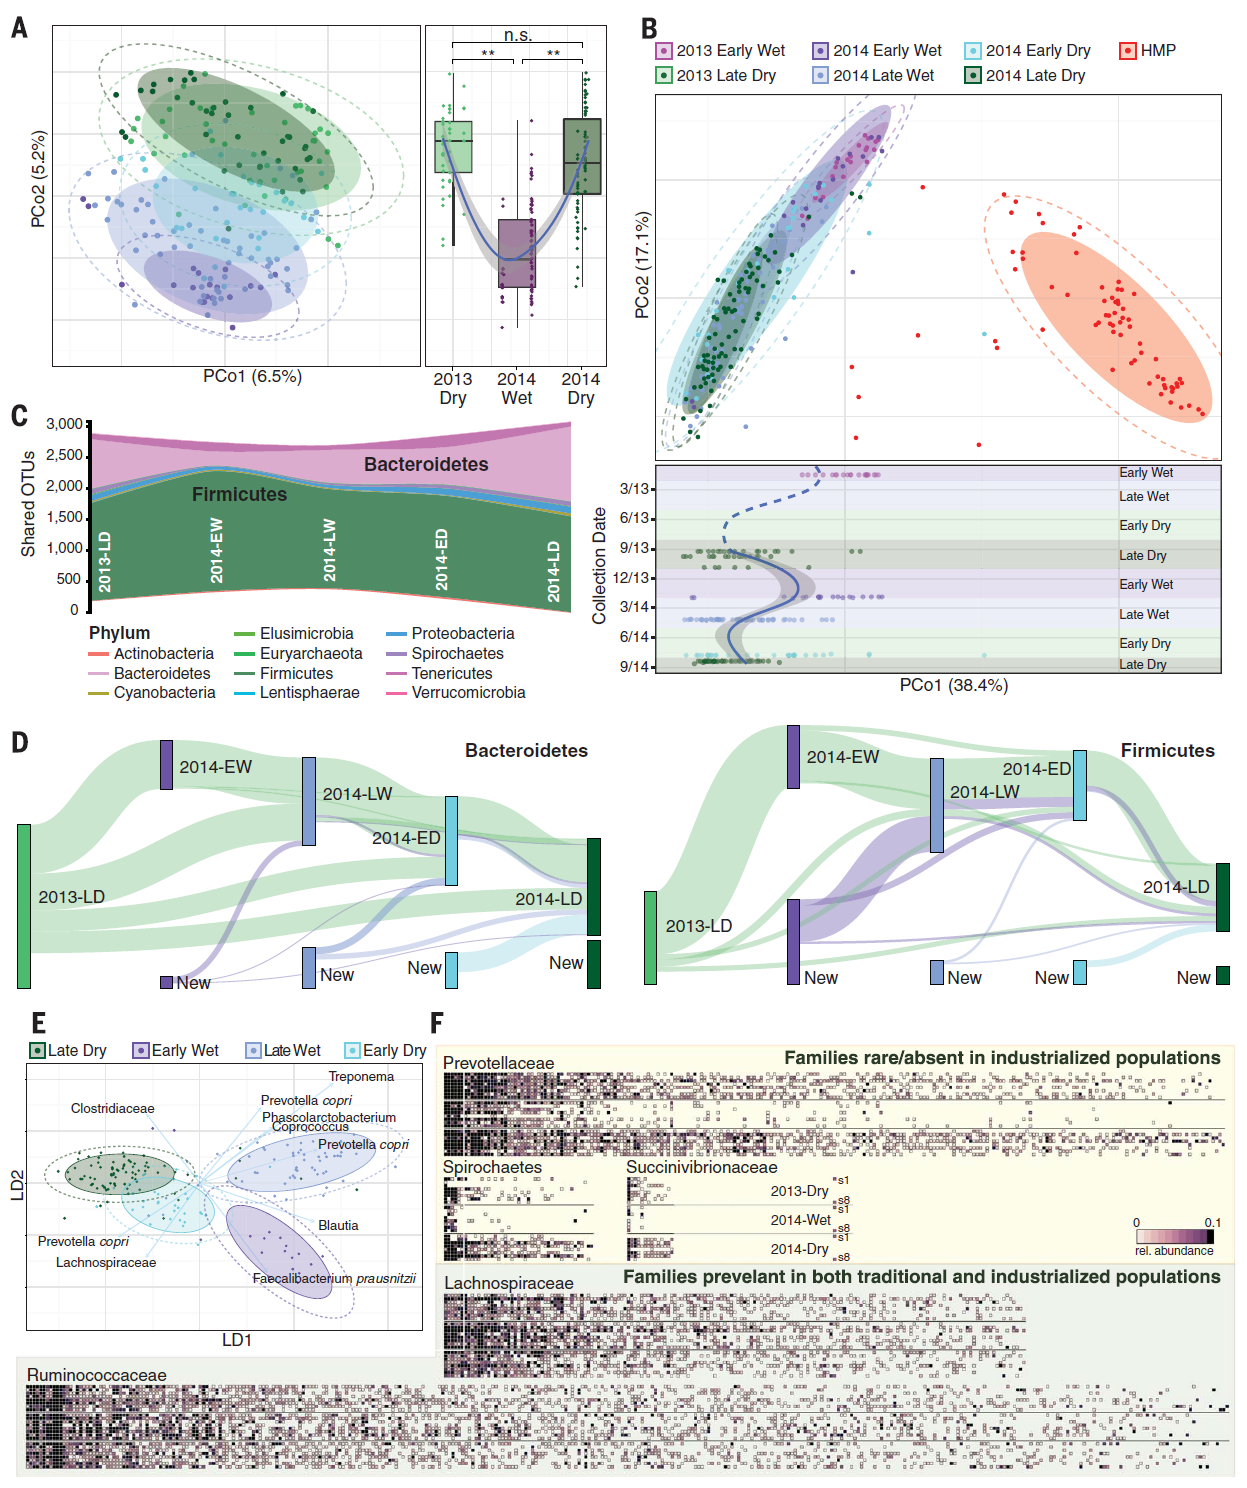 A
PCo2 (5.2%)
PCo1 (6.5%)
n.s.
** **
2013 Dry
2014 Wet
2014 Dry
B
2013 Early Wet
2014 Early Wet
2014 Early Dry
HMP
2013 Late Dry
2014 Late Wet
2014 Late Dry
PCo2 (17.1%)
Collection Date
3/13
6/13
9/13
12/13
3/14
6/14
9/14
Early Wet
Late Wet
Early Dry
Late Dry
Early Wet
Late Wet
Early Dry
Late Dry
PCo1 (38.4%)
C
Shared OTUs
3,000
2,500
2,000
1,500
1,000
500
0
Bacteroidetes
Firmicutes
2013-LD
2014-EW
2014-LW
2014-ED
2014-LD
Phylum
Actinobacteria
Bacteroidetes
Cyanobacteria
Elusimicrobia
Euryarchaeota
Firmicutes
Lentisphaerae
Proteobacteria
Spirochaetes
Tenericutes
Verrucomicrobia
D
Bacteroidetes
2014-EW
2014-LW
2014-ED
2013-LD
2014-LD
New
New
New
New
Firmicutes
2014-EW
2014-ED
2014-LW
2014-LD
2013-LD
New
New
New
New
E
Late Dry
Early Wet
Late Wet
Early Dry
Treponema
Clostridiaceae
Prevotella copri
Phascolarctobacterium
Coprococcus
Prevotella copri
Blautia
Prevotella copri
Lachnospiraceae
Faecalibacterium prausnitzii
LD2
LD1
F
Families rare/absent in industrialized populations
Prevotellaceae
Spirochaetes
Succinivibrionaceae
2013-Dry
s1
s8
2014-Wet
s1
s8
2014-Dry
s1
s8
0 0.1
rel. abundance
Families prevelant in both traditional and industrialized populations
Lachnospiraceae
Ruminococcaceae